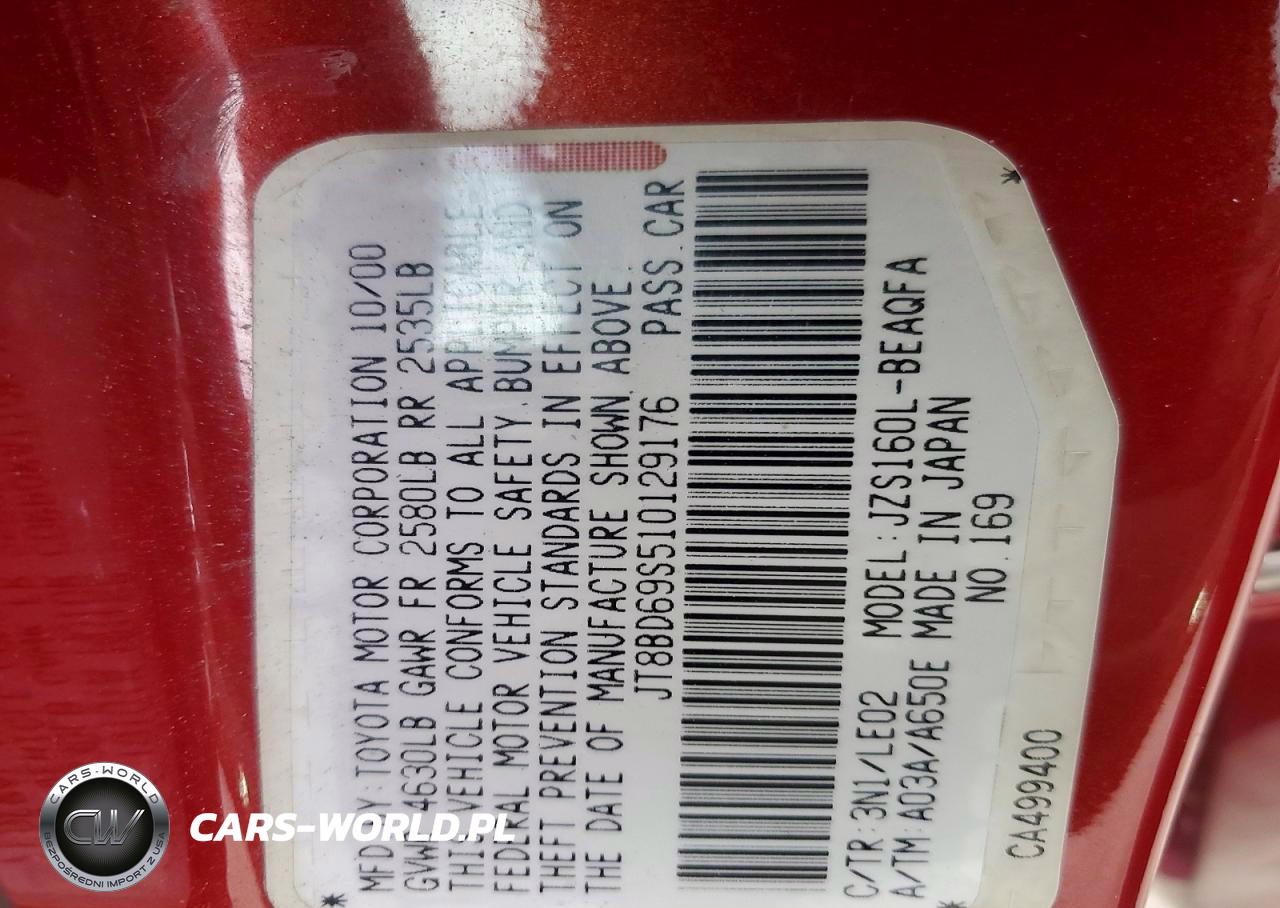 MFD BY:TOYOTA MOTOR CORPORATION 10/00
GVWR 4630LB GAWR FR 2580LB RR 2535LB
THIS VEHICLE CONFORMS TO ALL APPLICABLE
FEDERAL MOTOR VEHICLE SAFETY,BUMPER AND
THEFT PREVENTION STANDARDS IN EFFECT ON
THE DATE OF MANUFACTURE SHOWN ABOVE.
JT8BD69S510129176 PASS.CAR
C/TR:3N1/LE02 MODEL:JZS160L-BEAQFA
A/TM:A03A/A650E MADE IN JAPAN
NO.169
CA499400
CARS-WORLD
CW
BEZPOŚREDNI IMPORT Z USA
CARS-WORLD.PL